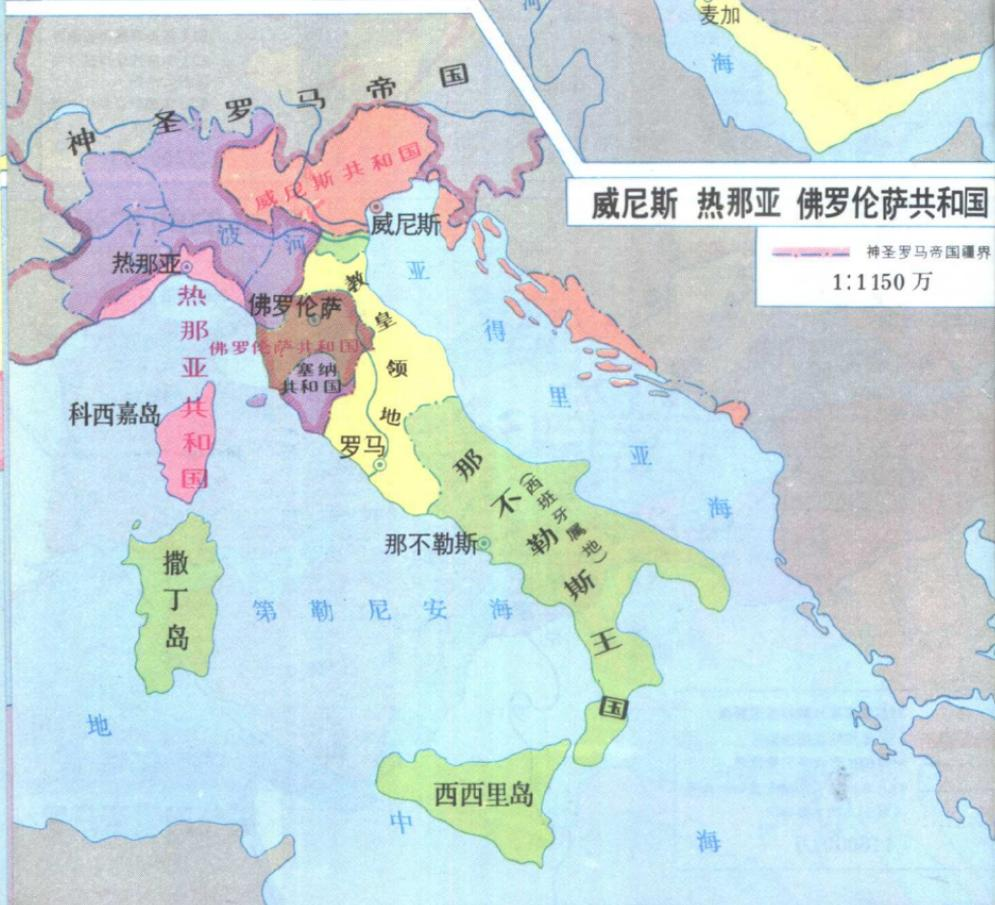 河
麦加
海
神圣罗马帝国
威尼斯 热那亚 佛罗伦萨共和国
神圣罗马帝国疆界
1:1150万
威尼斯共和国
威尼斯
波河
热那亚
热那亚共和国
佛罗伦萨
佛罗伦萨共和国
塞纳
共和国
教皇领地
亚得里亚海
科西嘉岛
罗马
那不勒斯王国
(西班牙属地)
那不勒斯
撒丁岛
第勒尼安海
西西里岛
地中海